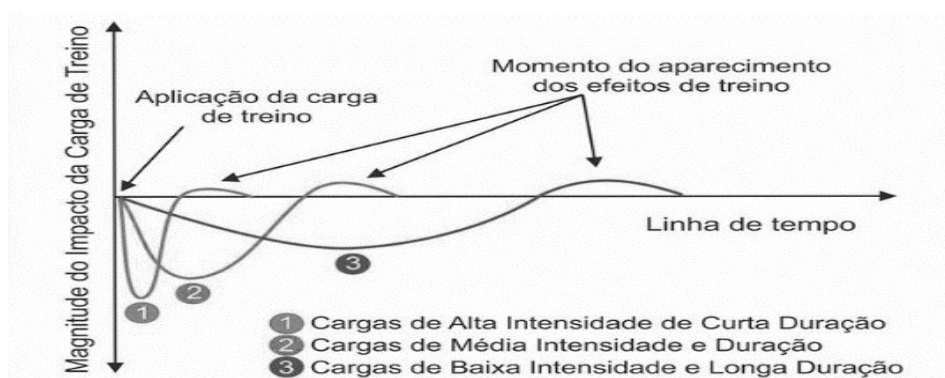 Magnitude do Impacto da Carga de Treino
Aplicação da carga
de treino
Momento do aparecimento
dos efeitos de treino
Linha de tempo
1
2
3
1 Cargas de Alta Intensidade de Curta Duração
2 Cargas de Média Intensidade e Duração
3 Cargas de Baixa Intensidade e Longa Duração